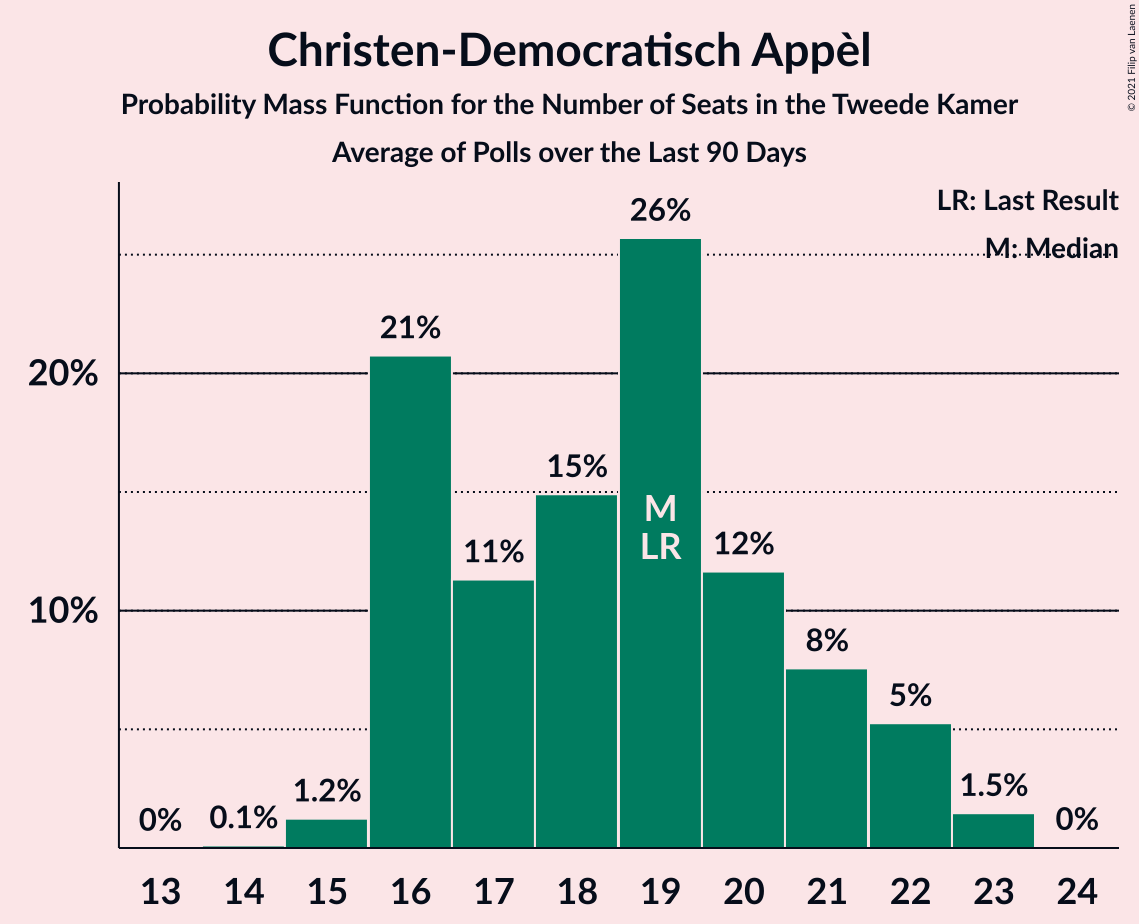 Christen-Democratisch Appèl
Probability Mass Function for the Number of Seats in the Tweede Kamer
Average of Polls over the Last 90 Days
© 2021 Filip van Laenen
LR: Last Result
M: Median
26%
21%
20%
15%
M
LR
12%
11%
10%
8%
5%
1.5%
1.2%
0.1%
0%
0%
13 14 15 16 17 18 19 20 21 22 23 24